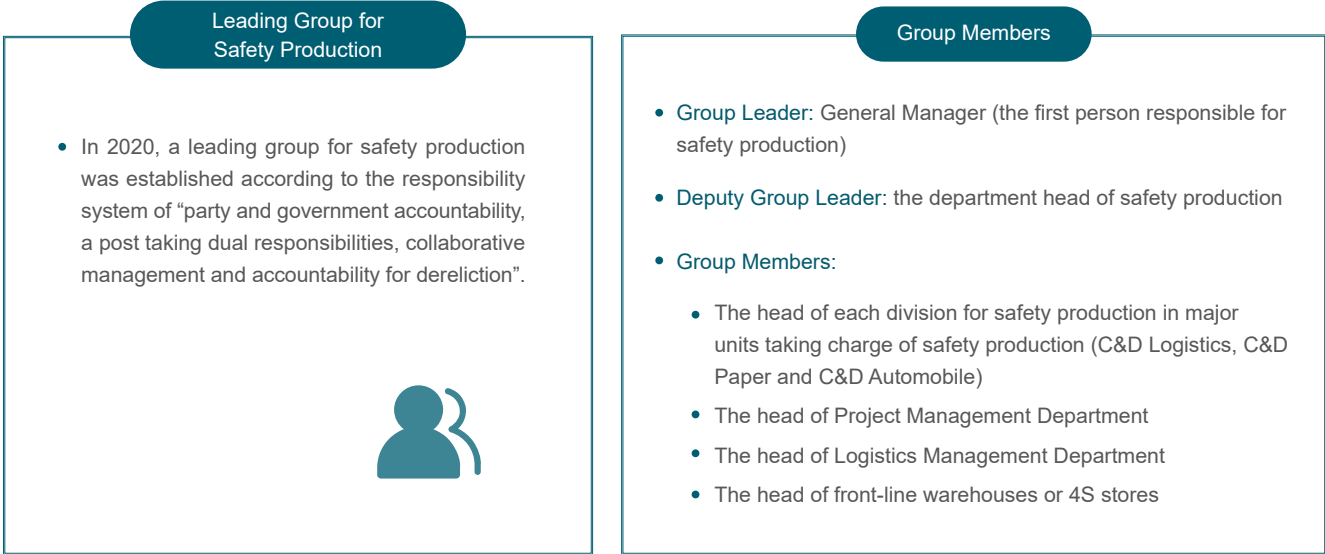 Leading Group for
Safety Production
• In 2020, a leading group for safety production
was established according to the responsibility
system of “party and government accountability,
a post taking dual responsibilities, collaborative
management and accountability for dereliction”.
Group Members
• Group Leader: General Manager (the first person responsible for
safety production)
• Deputy Group Leader: the department head of safety production
• Group Members:
• The head of each division for safety production in major
units taking charge of safety production (C&D Logistics, C&D
Paper and C&D Automobile)
• The head of Project Management Department
• The head of Logistics Management Department
• The head of front-line warehouses or 4S stores